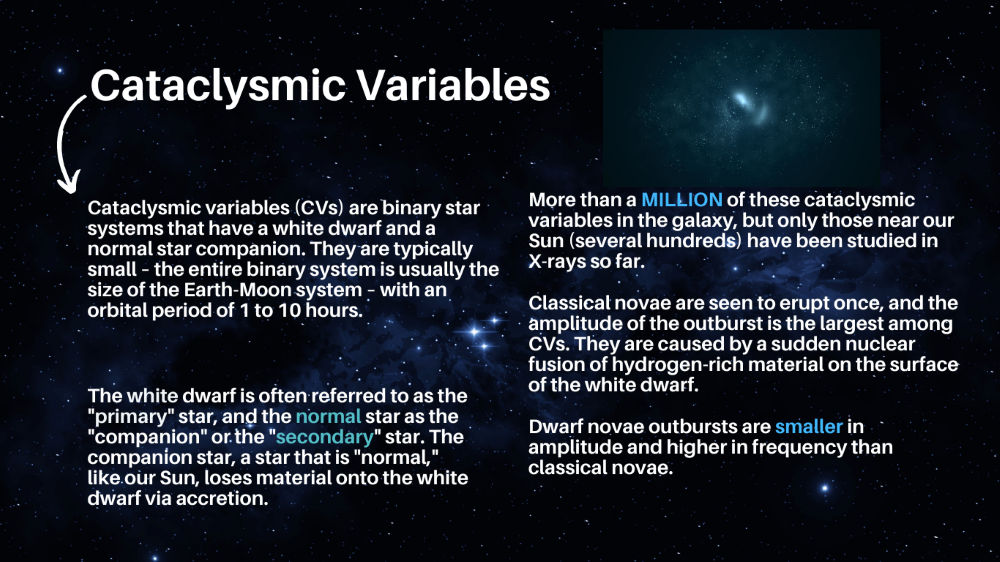 Cataclysmic Variables
Cataclysmic variables (CVs) are binary star
systems that have a white dwarf and a
normal star companion. They are typically
small – the entire binary system is usually the
size of the Earth-Moon system – with an
orbital period of 1 to 10 hours.
The white dwarf is often referred to as the
"primary" star, and the normal star as the
"companion" or the "secondary" star. The
companion star, a star that is "normal,"
like our Sun, loses material onto the white
dwarf via accretion.
More than a MILLION of these cataclysmic
variables in the galaxy, but only those near our
Sun (several hundreds) have been studied in
X-rays so far.
Classical novae are seen to erupt once, and the
amplitude of the outburst is the largest among
CVs. They are caused by a sudden nuclear
fusion of hydrogen-rich material on the surface
of the white dwarf.
Dwarf novae outbursts are smaller in
amplitude and higher in frequency than
classical novae.